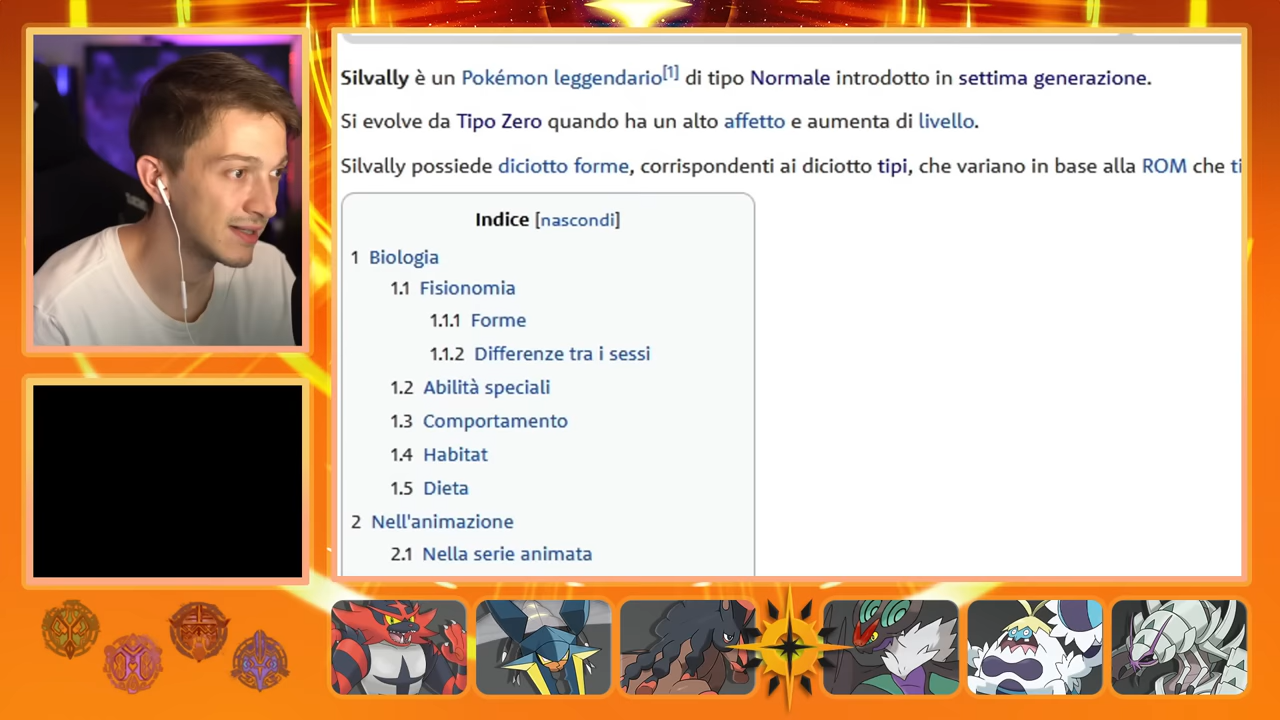 Silvally è un Pokémon leggendario[1] di tipo Normale introdotto in settima generazione.
Si evolve da Tipo Zero quando ha un alto affetto e aumenta di livello.
Silvally possiede diciotto forme, corrispondenti ai diciotto tipi, che variano in base alla ROM che ti
Indice [nascondi]
1 Biologia
1.1 Fisionomia
1.1.1 Forme
1.1.2 Differenze tra i sessi
1.2 Abilità speciali
1.3 Comportamento
1.4 Habitat
1.5 Dieta
2 Nell'animazione
2.1 Nella serie animata